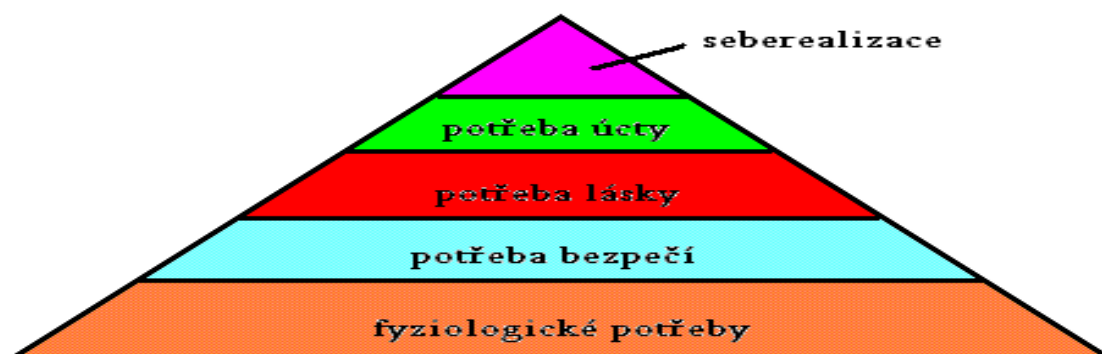 seberealizace
potřeba úcty
potřeba lásky
potřeba bezpečí
fyziologické potřeby